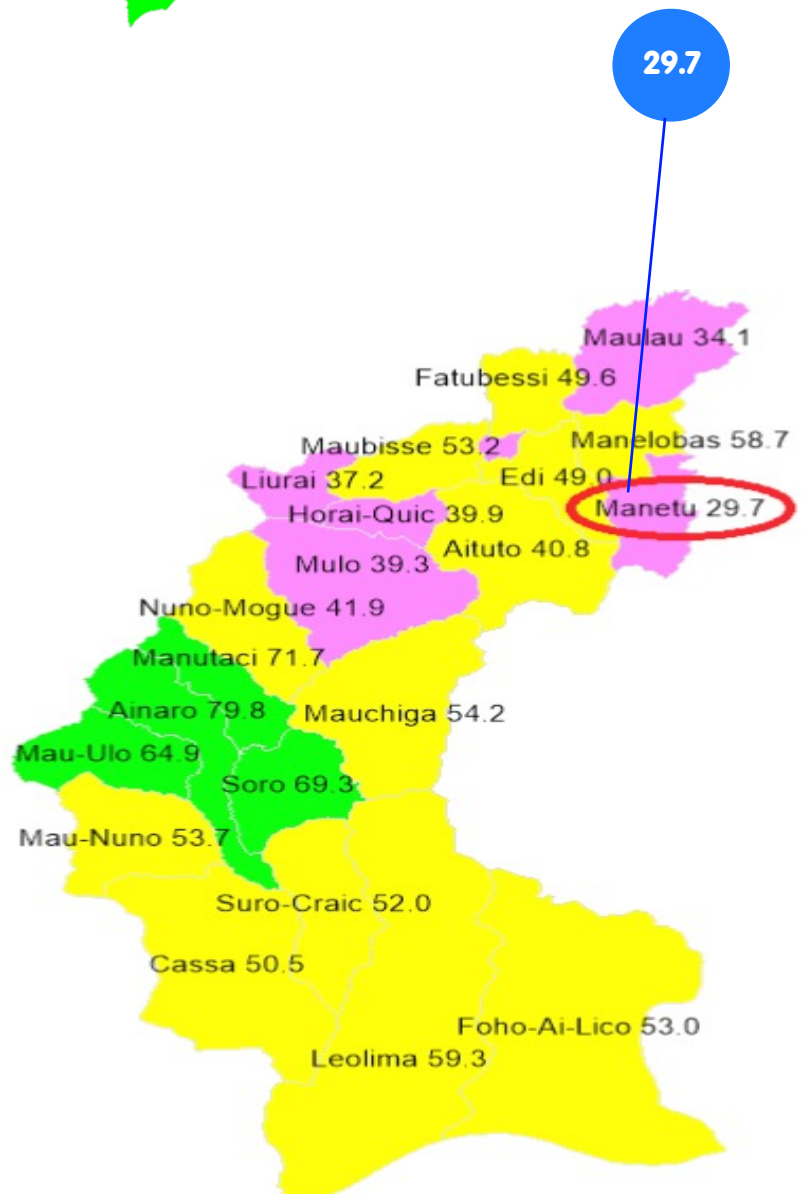 29.7
Maulau 34.1
Fatubessi 49.6
Manelobas 58.7
Maubisse 53.2
Edi 49.0
Liurai 37.2
Manetu 29.7
Horai-Quic 39.9
Aituto 40.8
Mulo 39.3
Nuno-Mogue 41.9
Manutaci 71.7
Ainaro 79.8
Mauchiga 54.2
Mau-Ulo 64.9
Soro 69.3
Mau-Nuno 53.7
Suro-Craic 52.0
Cassa 50.5
Foho-Ai-Lico 53.0
Leolima 59.3